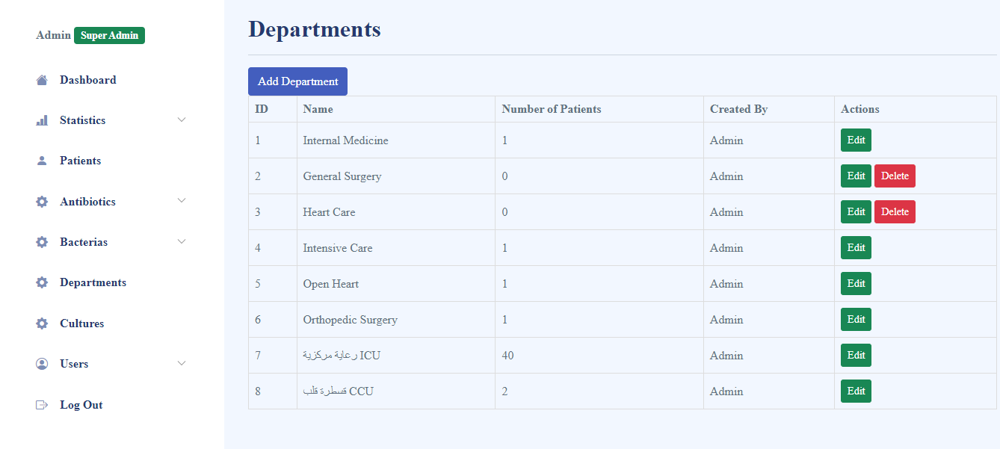 Admin Super Admin
Dashboard
Statistics
Patients
Antibiotics
Bacterias
Departments
Cultures
Users
Log Out
Departments
Add Department
ID Name Number of Patients Created By Actions
1 Internal Medicine 1 Admin Edit
2 General Surgery 0 Admin Edit Delete
3 Heart Care 0 Admin Edit Delete
4 Intensive Care 1 Admin Edit
5 Open Heart 1 Admin Edit
6 Orthopedic Surgery 1 Admin Edit
7 رعاية مركزية ICU 40 Admin Edit
8 قسطرة قلب CCU 2 Admin Edit